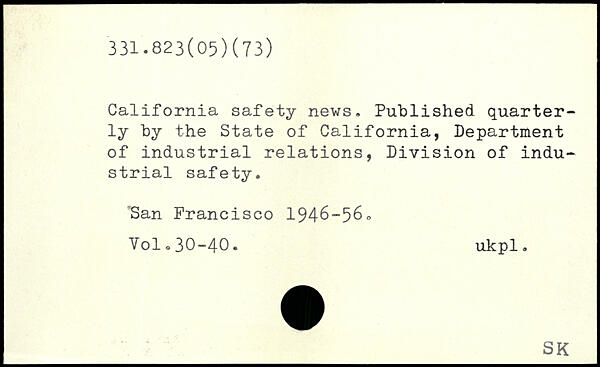 331.823(05)(73)
California safety news. Published quarter-
ly by the State of California, Department
of industrial relations, Division of indu-
strial safety.
San Francisco 1946-56.
Vol.30-40. ukpl.
SK